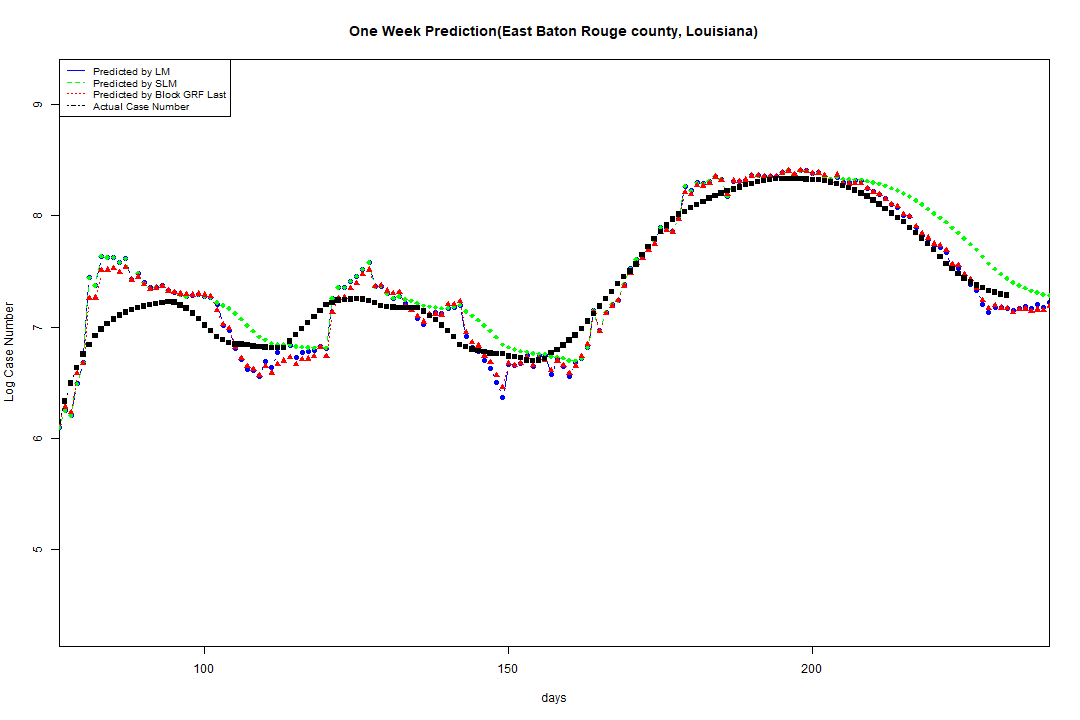 One Week Prediction(East Baton Rouge county, Louisiana)
Predicted by LM
Predicted by SLM
Predicted by Block GRF Last
Actual Case Number
9
8
7
6
5
Log Case Number
100 150 200
days